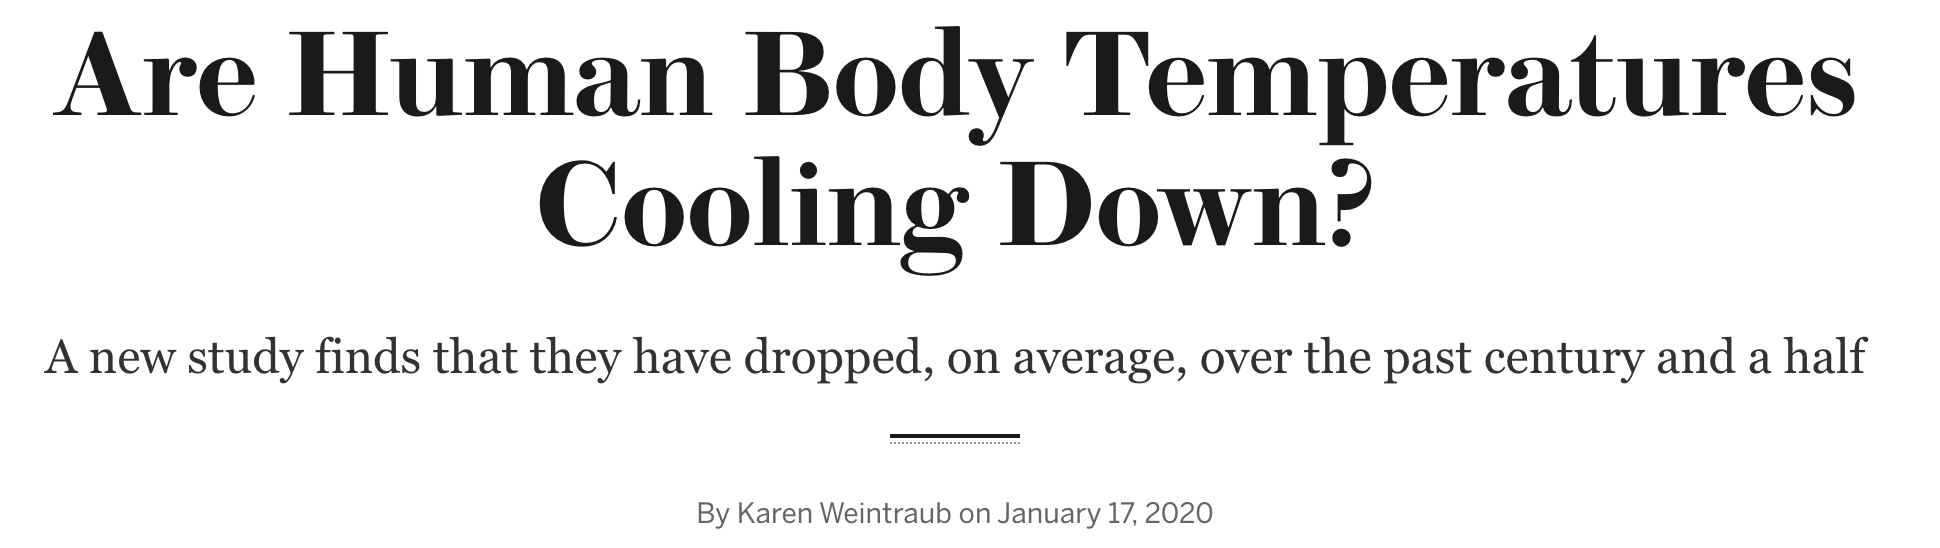 Are Human Body Temperatures
Cooling Down?
A new study finds that they have dropped, on average, over the past century and a half
By Karen Weintraub on January 17, 2020